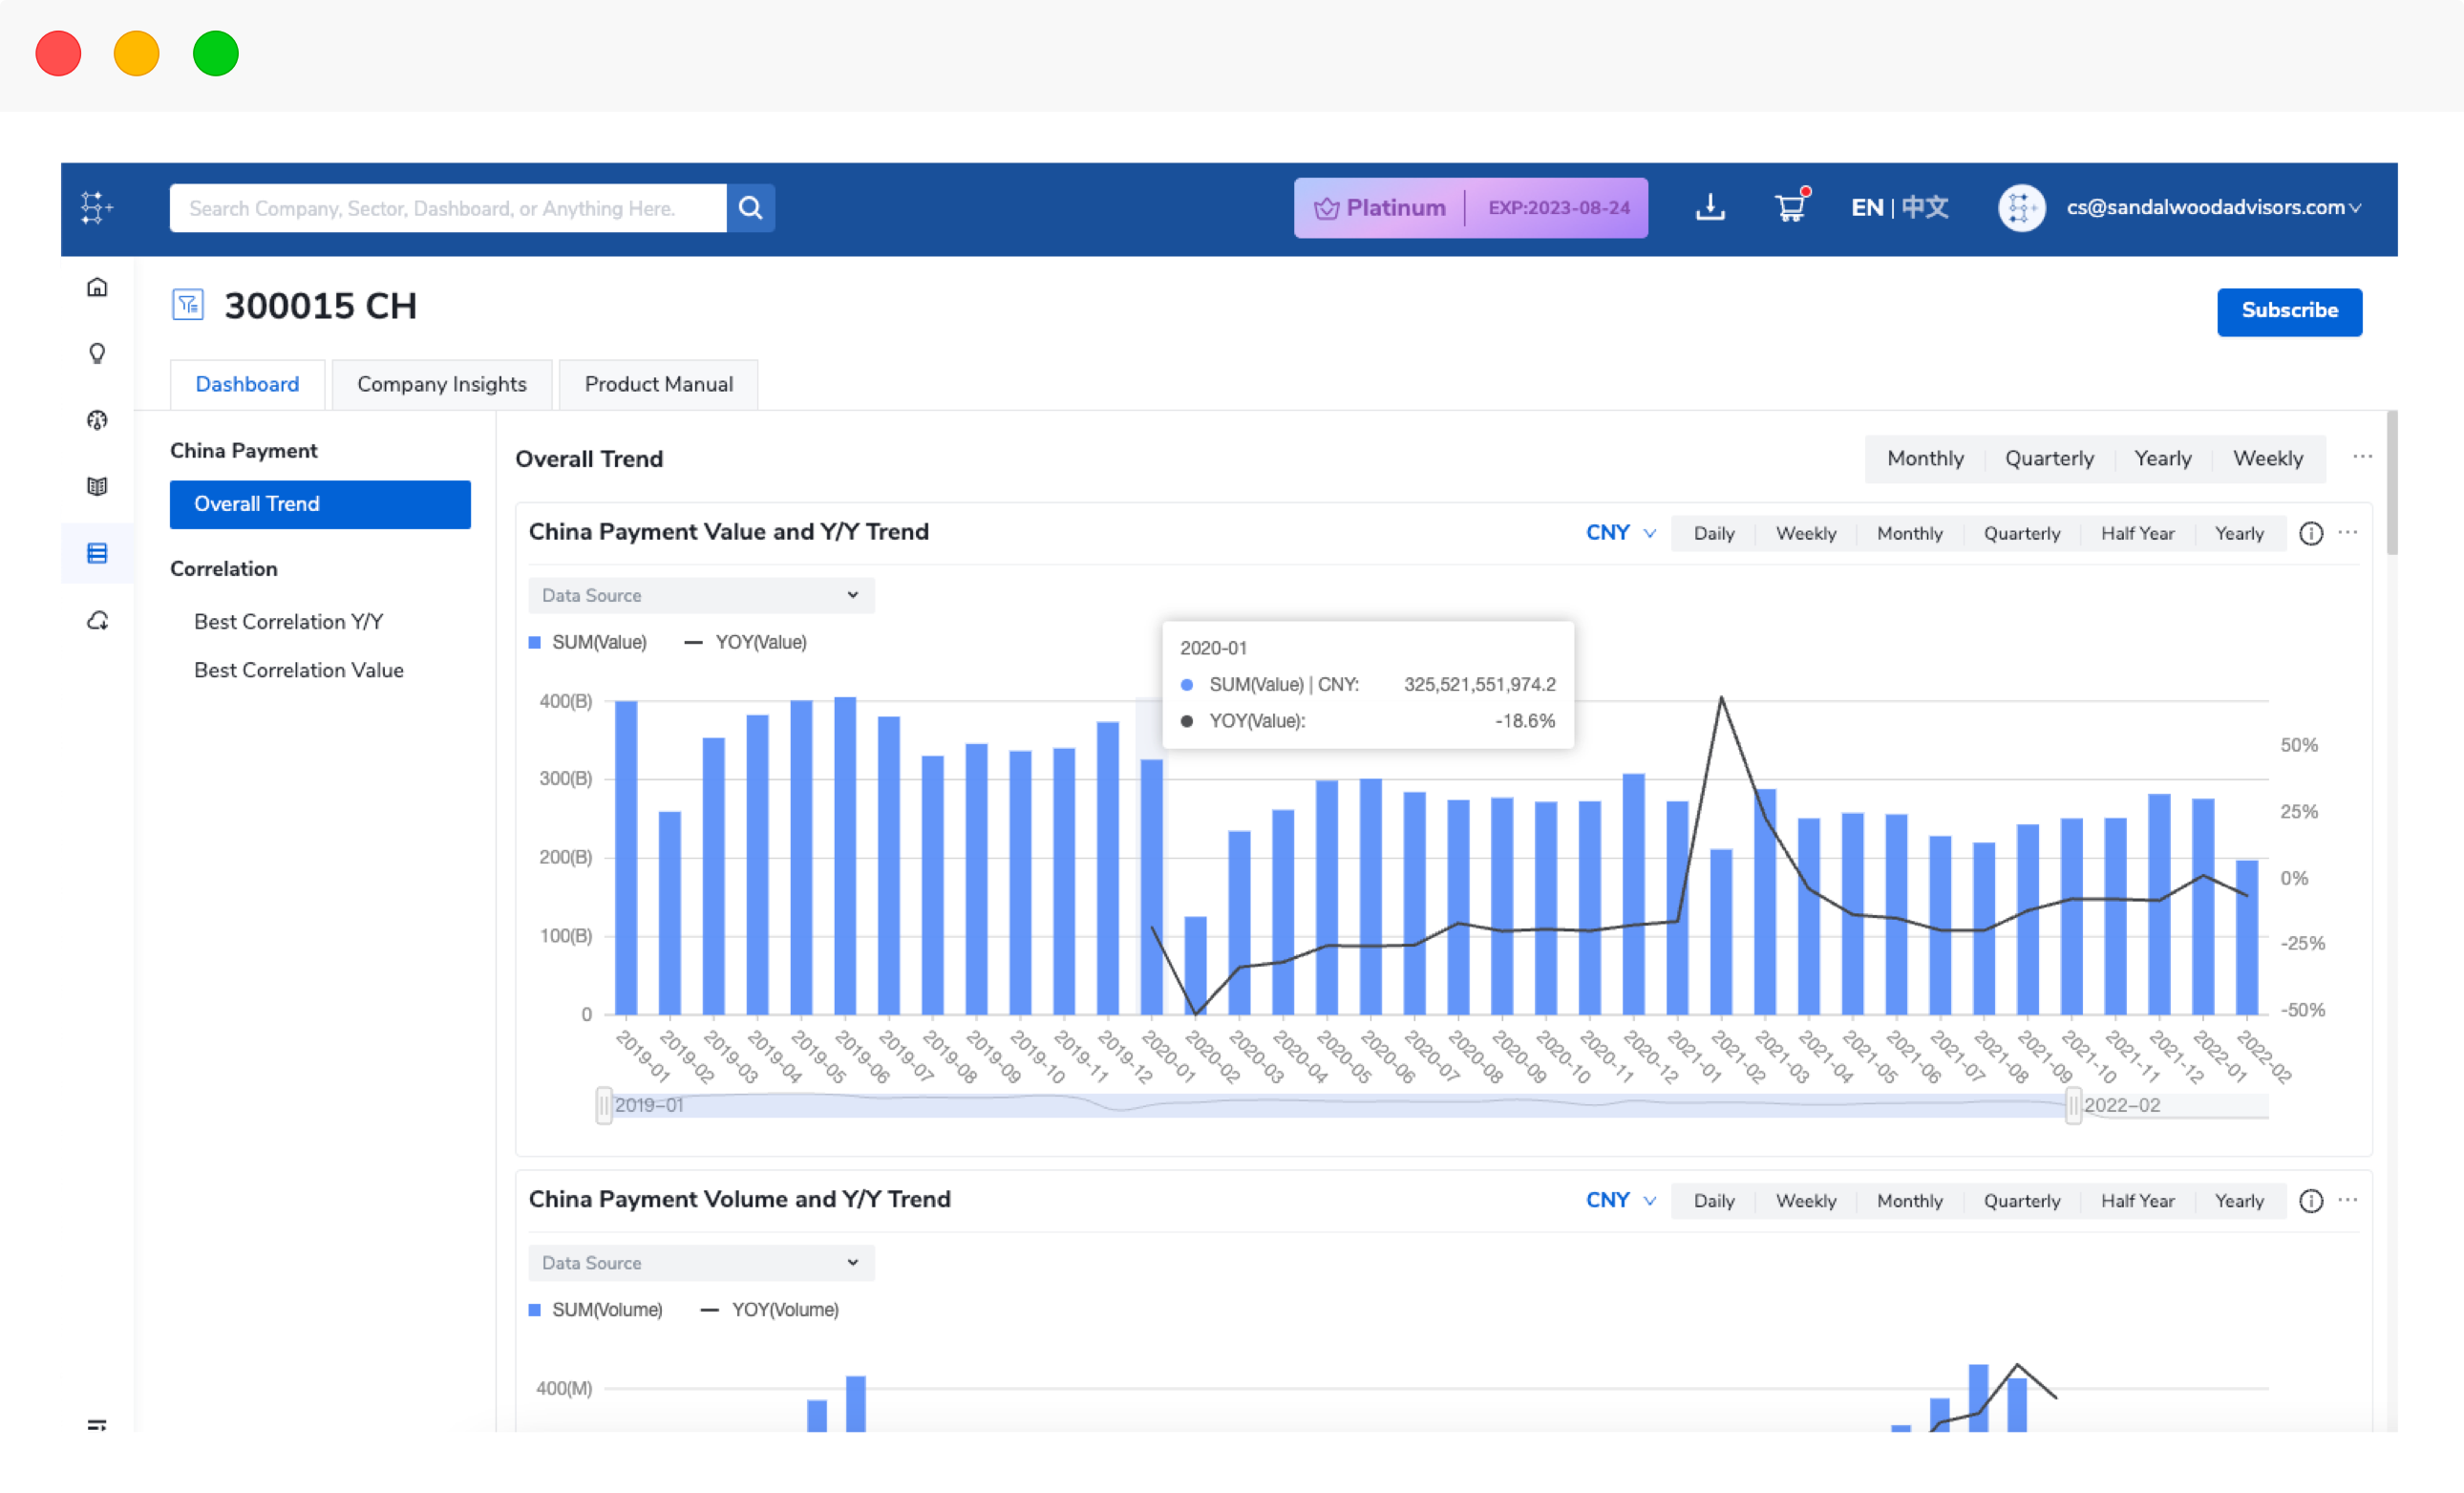 Search Company, Sector, Dashboard, or Anything Here.
Platinum
EXP:2023-08-24
EN | 中文
cs@sandalwoodadvisors.com
300015 CH
Subscribe
Dashboard
Company Insights
Product Manual
China Payment
Overall Trend
Correlation
Best Correlation Y/Y
Best Correlation Value
Overall Trend
Monthly
Quarterly
Yearly
Weekly
China Payment Value and Y/Y Trend
CNY
Daily
Weekly
Monthly
Quarterly
Half Year
Yearly
Data Source
SUM(Value)
YOY(Value)
2020-01
SUM(Value) | CNY: 325,521,551,974.2
YOY(Value): -18.6%
400(B)
300(B)
200(B)
100(B)
0
50%
25%
0%
-25%
-50%
2019-01
2019-02
2019-03
2019-04
2019-05
2019-06
2019-07
2019-08
2019-09
2019-10
2019-11
2019-12
2020-01
2020-02
2020-03
2020-04
2020-05
2020-06
2020-07
2020-08
2020-09
2020-10
2020-11
2020-12
2021-01
2021-02
2021-03
2021-04
2021-05
2021-06
2021-07
2021-08
2021-09
2021-10
2021-11
2021-12
2022-01
2022-02
2019-01
2022-02
China Payment Volume and Y/Y Trend
CNY
Daily
Weekly
Monthly
Quarterly
Half Year
Yearly
Data Source
SUM(Volume)
YOY(Volume)
400(M)